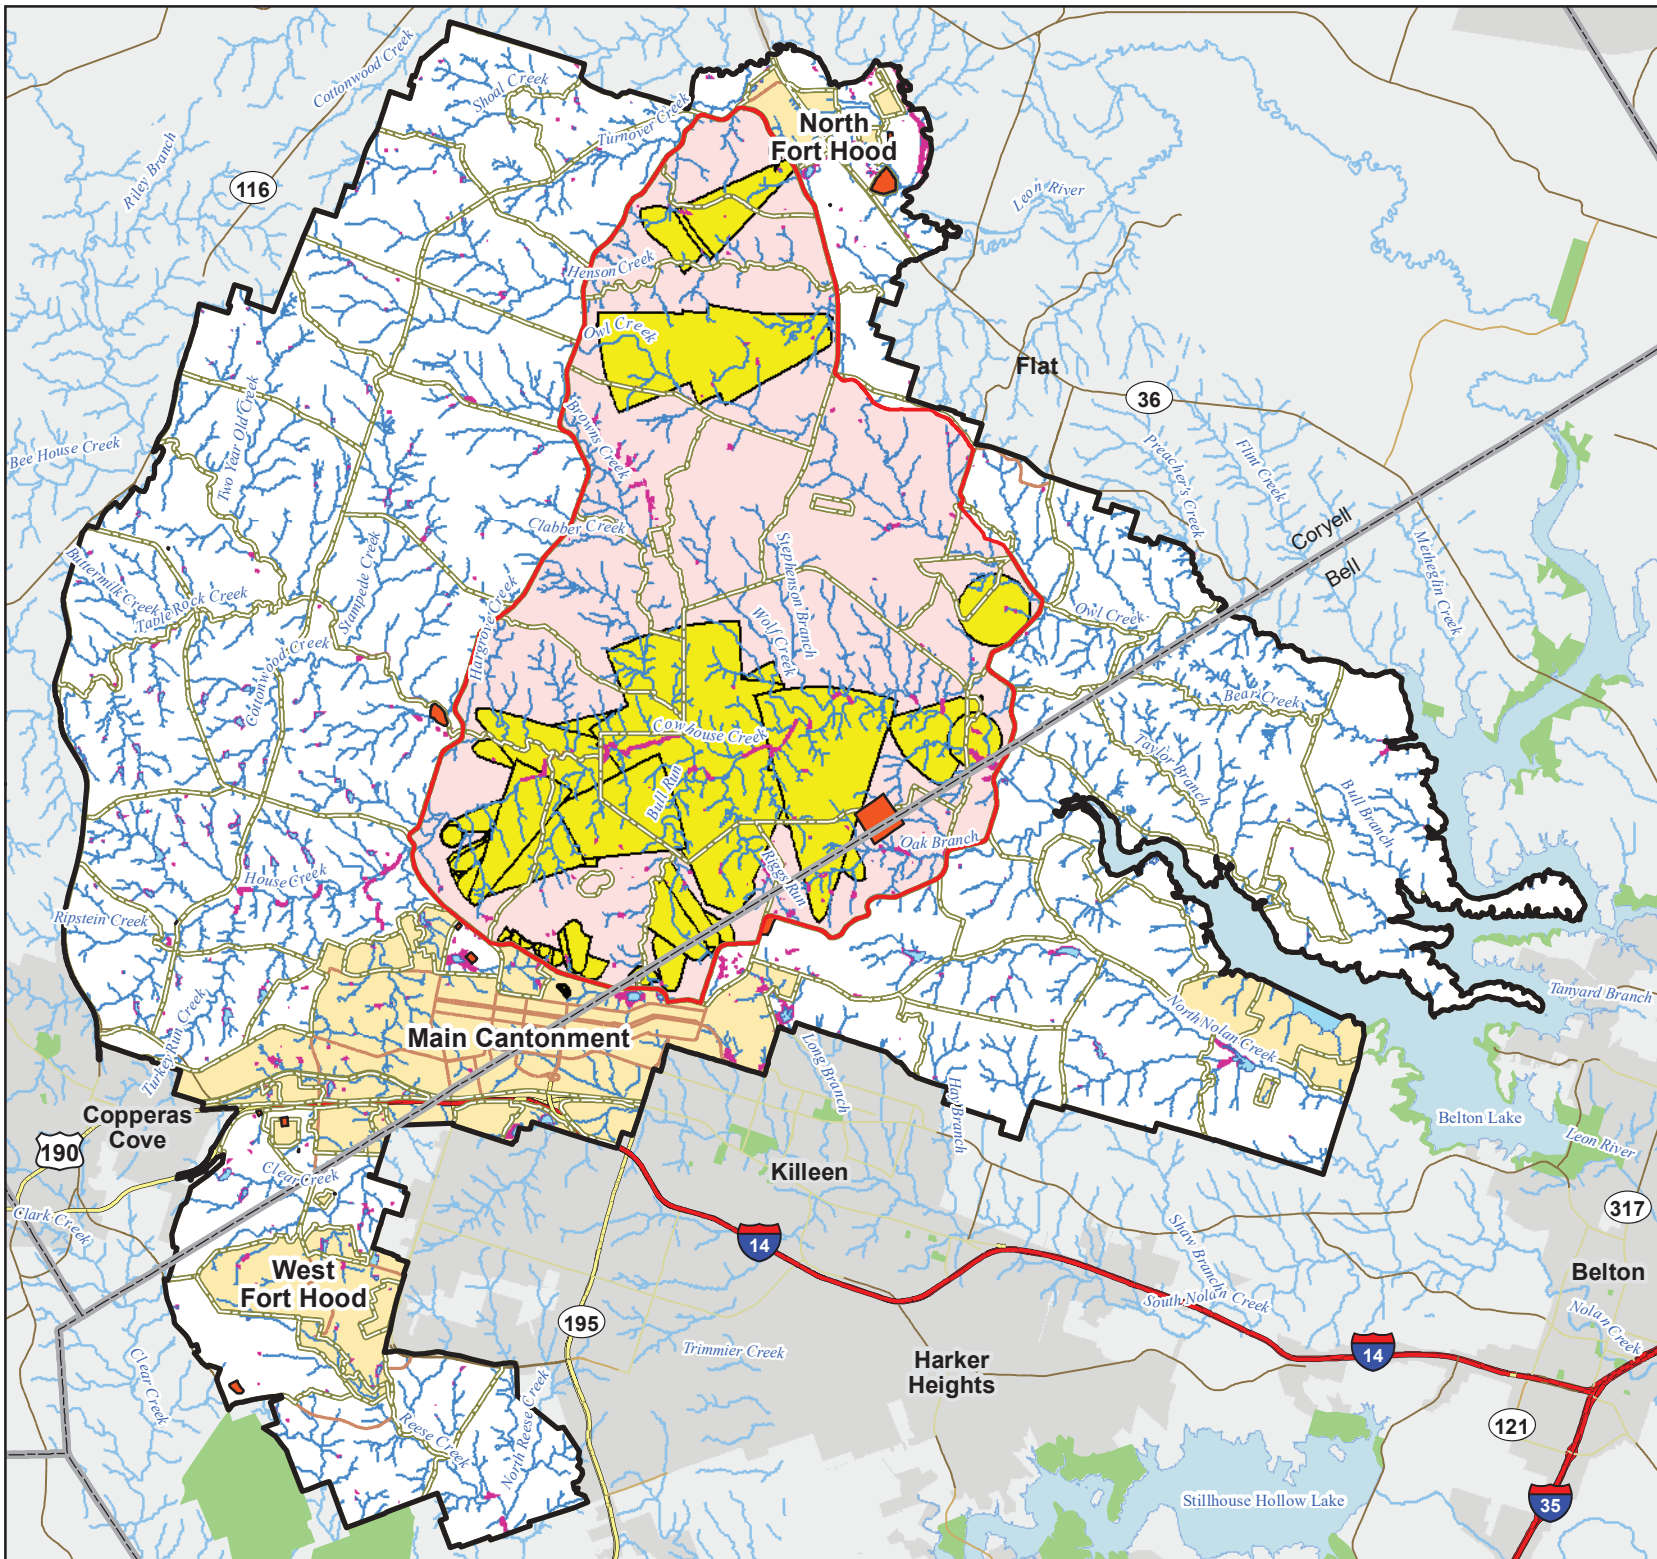 Cottonwood Creek
Shoal Creek
Turnover Creek
North
Fort Hood
Riley Branch
116
Leon River
Henson Creek
Owl Creek
Flat
36
Two Year Old Creek
Browns Creek
Bee House Creek
Preacher's Creek
Flint Creek
Clabber Creek
Coryell
Bell
Metheglin Creek
Stampede Creek
Stephenson Branch
Buttermilk Creek
Table Rock Creek
Hargrove Creek
Wolf Creek
Owl Creek
Cottonwood Creek
Bear Creek
Cowhouse Creek
Taylor Branch
Bull Run
Bull Branch
Oak Branch
House Creek
Riggs Run
Ripstein Creek
Tanyard Branch
Turkey Run Creek
North Nolan Creek
Main Cantonment
Long Branch
Hay Branch
Copperas
Cove
Belton Lake
Leon River
190
Killeen
Clear Creek
Clark Creek
317
14
Shaw Branch
West
Fort Hood
Belton
South Nolan Creek
Nolan Creek
195
Trimmier Creek
14
Harker
Heights
Clear Creek
North Reese Creek
Reese Creek
121
Stillhouse Hollow Lake
35